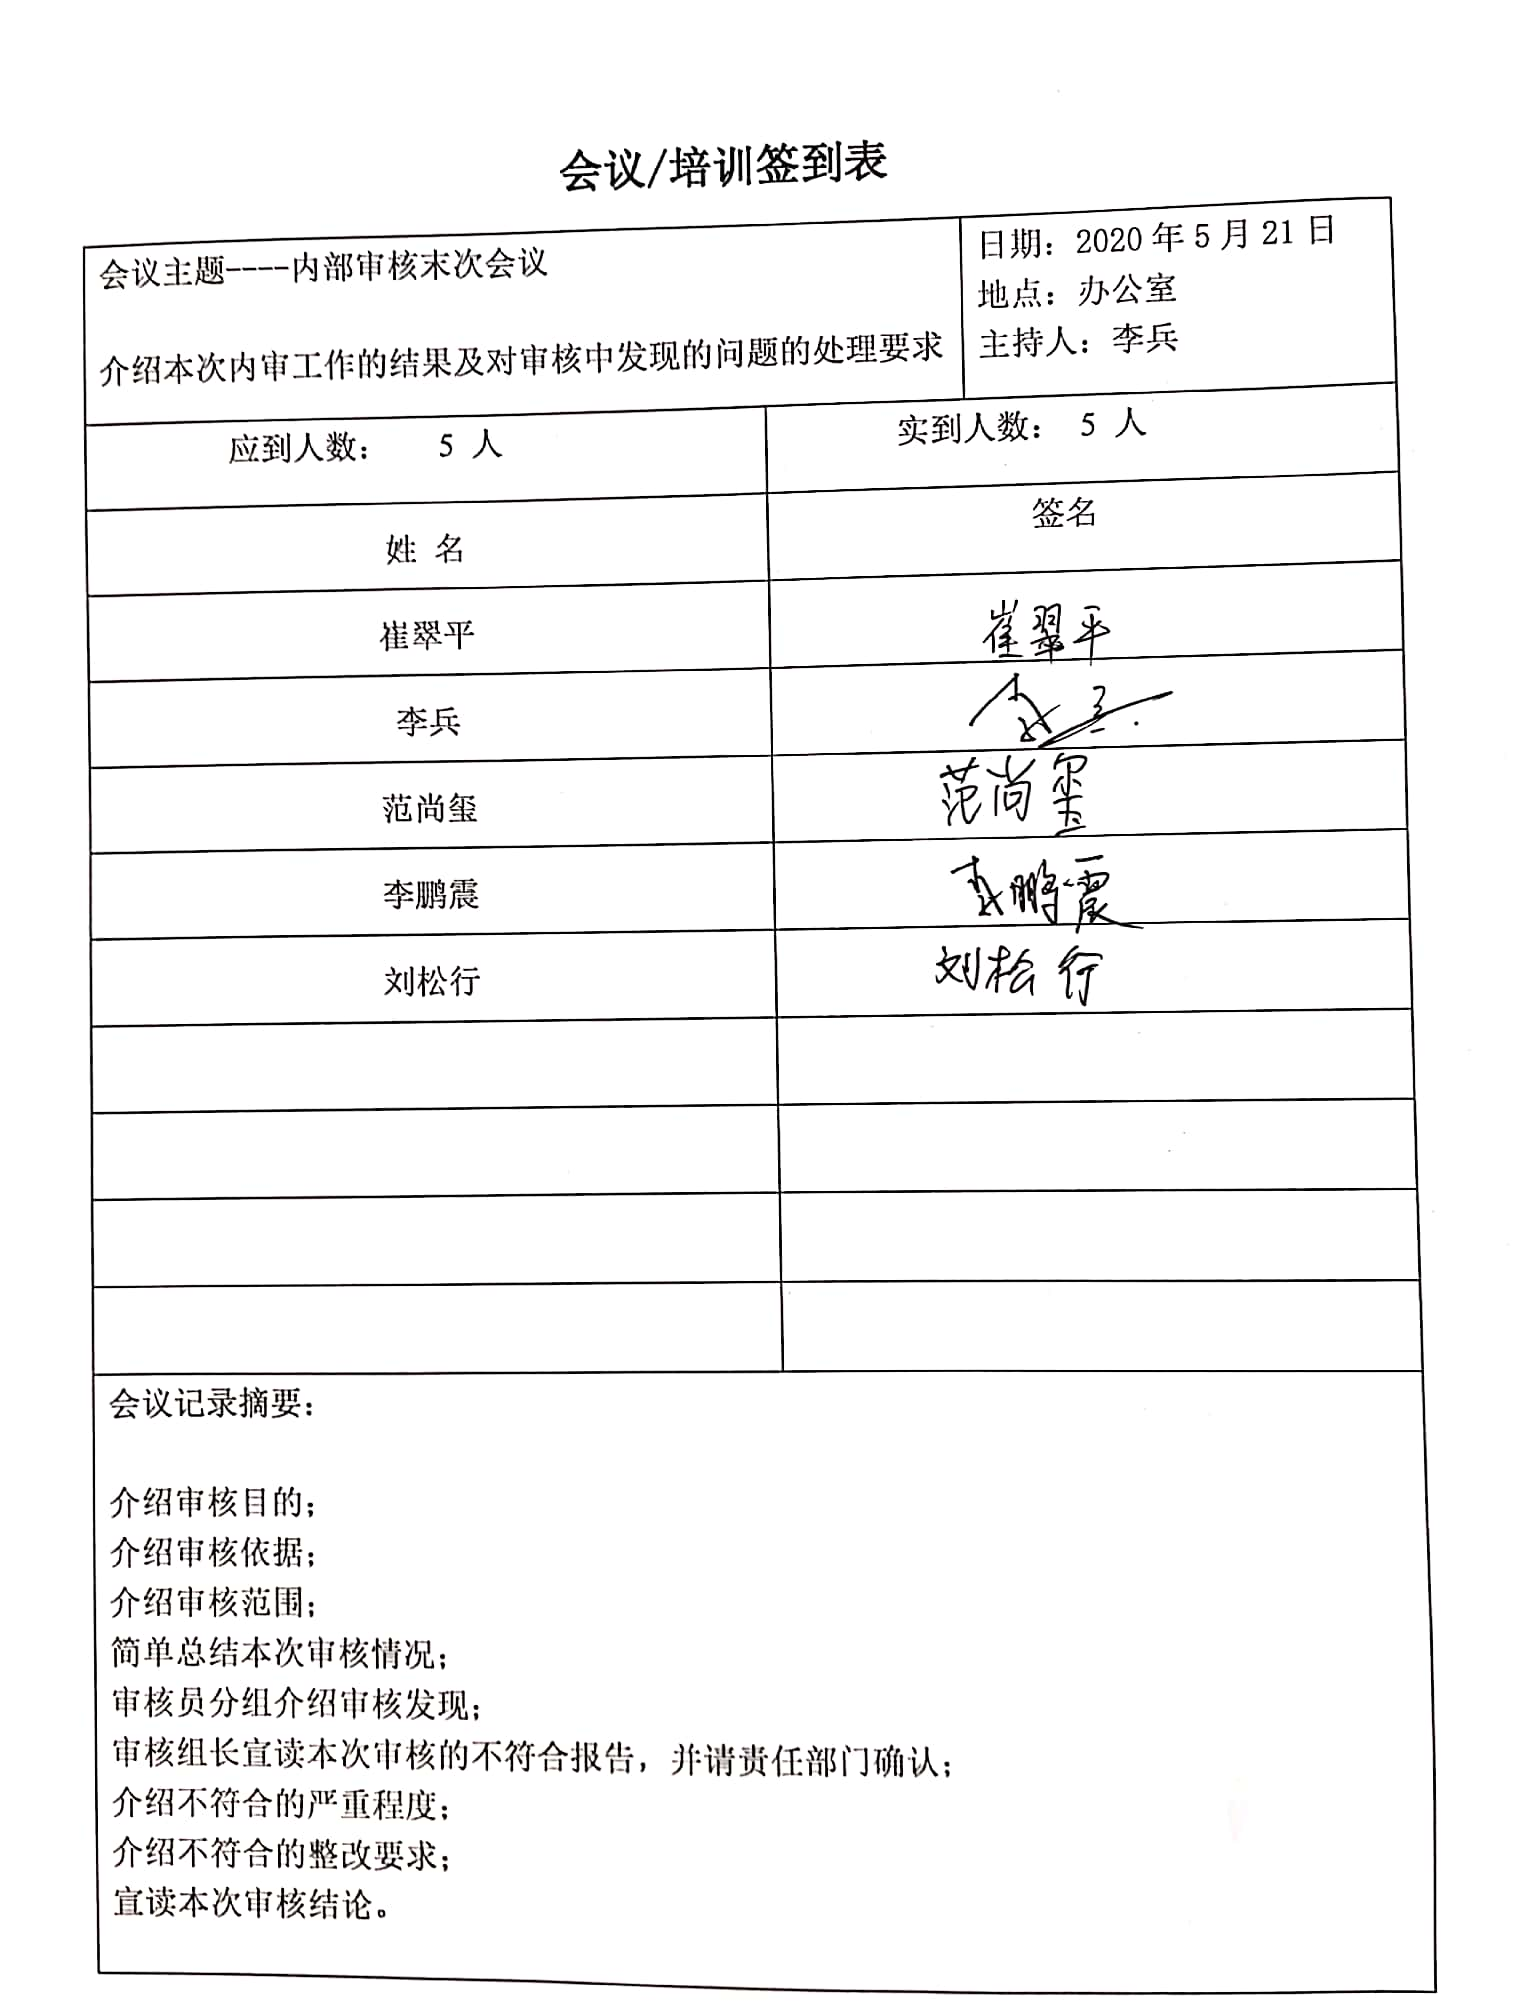 会议/培训签到表
会议主题----内部审核末次会议
介绍本次内审工作的结果及对审核中发现的问题的处理要求
日期：2020 年 5 月 21 日
地点：办公室
主持人：李兵
应到人数： 5 人
实到人数： 5 人
姓 名
签名
崔翠平
崔翠平
李兵
李兵
范尚玺
范尚玺
李鹏震
李鹏震
刘松行
刘松行
会议记录摘要：
介绍审核目的；
介绍审核依据；
介绍审核范围；
简单总结本次审核情况；
审核员分组介绍审核发现；
审核组长宣读本次审核的不符合报告，并请责任部门确认；
介绍不符合的严重程度；
介绍不符合的整改要求；
宣读本次审核结论。